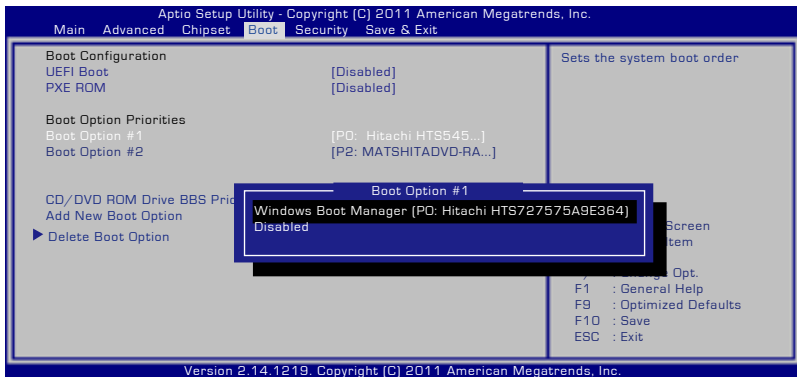 Aptio Setup Utility - Copyright (C) 2011 American Megatrends, Inc.
Main Advanced Chipset Boot Security Save & Exit
Boot Configuration
UEFI Boot [Disabled]
PXE ROM [Disabled]
Boot Option Priorities
Boot Option #1 [P0: Hitachi HTS545...]
Boot Option #2 [P2: MATSHITADVD-RA...]
CD/DVD ROM Drive BBS
Add New Boot Option
Delete Boot Option
Boot Option #1
Windows Boot Manager (P0: Hitachi HTS727575A9E364)
Disabled
Sets the system boot order
Screen
Item
Opt.
F1 : General Help
F9 : Optimized Defaults
F10 : Save
ESC : Exit
Version 2.14.1219. Copyright (C) 2011 American Megatrends, Inc.